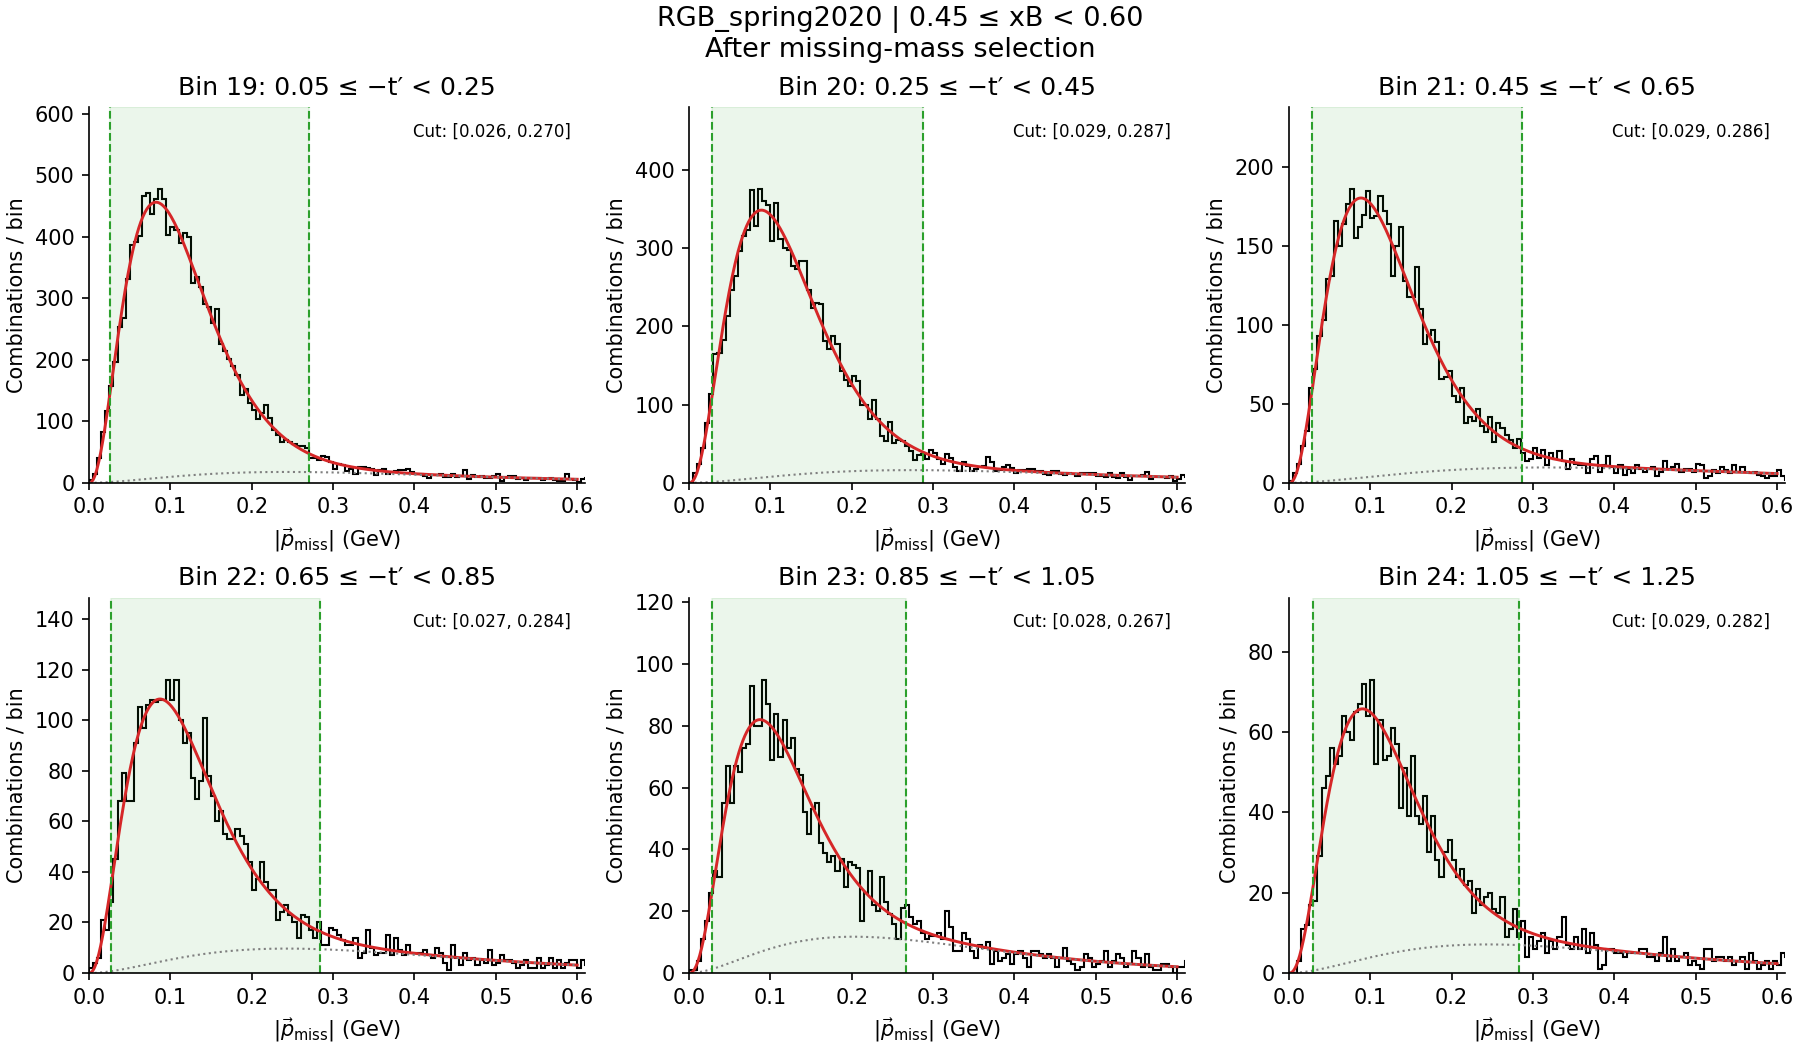 RGB_spring2020 | 0.45 ≤ xB < 0.60
After missing-mass selection
Bin 19: 0.05 ≤ −t′ < 0.25
Cut: [0.026, 0.270]
Combinations / bin
600
500
400
300
200
100
0
0.0 0.1 0.2 0.3 0.4 0.5 0.6
|p⃗miss| (GeV)
Bin 20: 0.25 ≤ −t′ < 0.45
Cut: [0.029, 0.287]
Combinations / bin
400
300
200
100
0
0.0 0.1 0.2 0.3 0.4 0.5 0.6
|p⃗miss| (GeV)
Bin 21: 0.45 ≤ −t′ < 0.65
Cut: [0.029, 0.286]
Combinations / bin
200
150
100
50
0
0.0 0.1 0.2 0.3 0.4 0.5 0.6
|p⃗miss| (GeV)
Bin 22: 0.65 ≤ −t′ < 0.85
Cut: [0.027, 0.284]
Combinations / bin
140
120
100
80
60
40
20
0
0.0 0.1 0.2 0.3 0.4 0.5 0.6
|p⃗miss| (GeV)
Bin 23: 0.85 ≤ −t′ < 1.05
Cut: [0.028, 0.267]
Combinations / bin
120
100
80
60
40
20
0
0.0 0.1 0.2 0.3 0.4 0.5 0.6
|p⃗miss| (GeV)
Bin 24: 1.05 ≤ −t′ < 1.25
Cut: [0.029, 0.282]
Combinations / bin
80
60
40
20
0
0.0 0.1 0.2 0.3 0.4 0.5 0.6
|p⃗miss| (GeV)